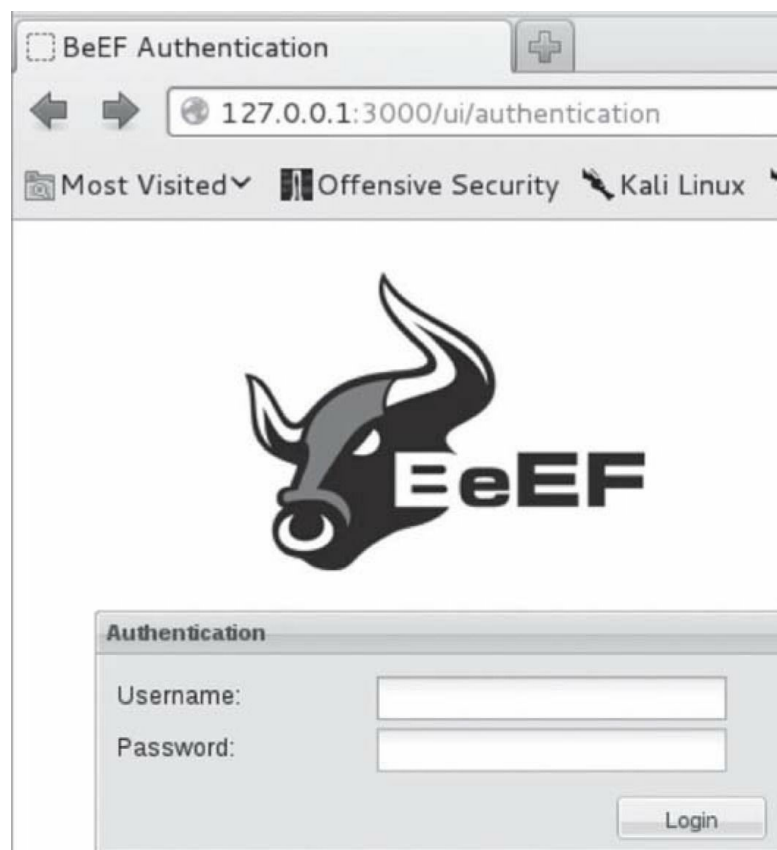 BeEF Authentication
127.0.0.1:3000/ui/authentication
Most Visited Offensive Security Kali Linux
BeEF
Authentication
Username:
Password:
Login